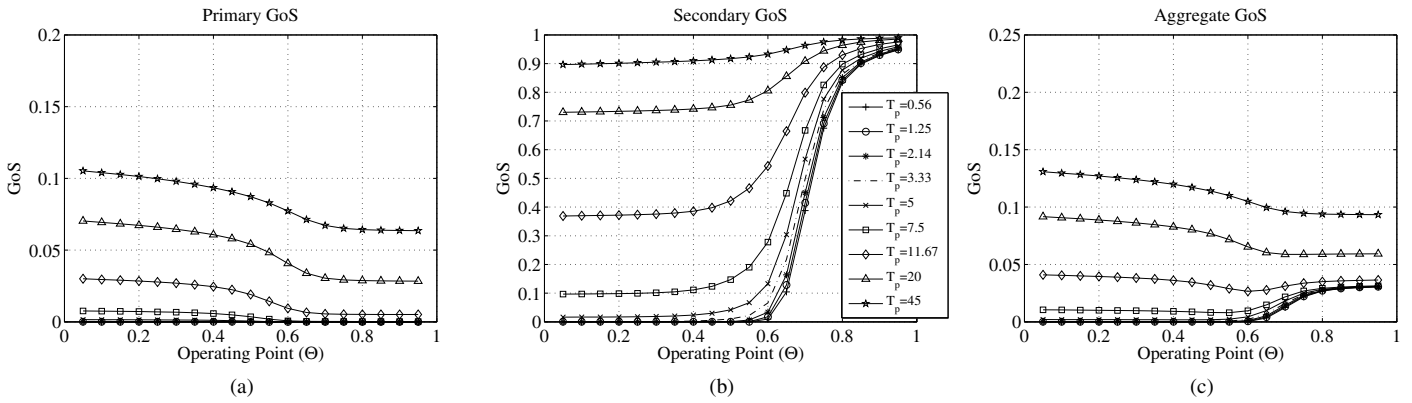 Primary GoS
0.2
0.15
0.1
0.05
0
GoS
0 0.2 0.4 0.6 0.8 1
Operating Point (Θ)
(a)
Secondary GoS
1
0.9
0.8
0.7
0.6
0.5
0.4
0.3
0.2
0.1
0
GoS
0 0.2 0.4 0.6 0.8 1
Operating Point (Θ)
(b)
T_p=0.56
T_p=1.25
T_p=2.14
T_p=3.33
T_p=5
T_p=7.5
T_p=11.67
T_p=20
T_p=45
Aggregate GoS
0.25
0.2
0.15
0.1
0.05
0
GoS
0 0.2 0.4 0.6 0.8 1
Operating Point (Θ)
(c)